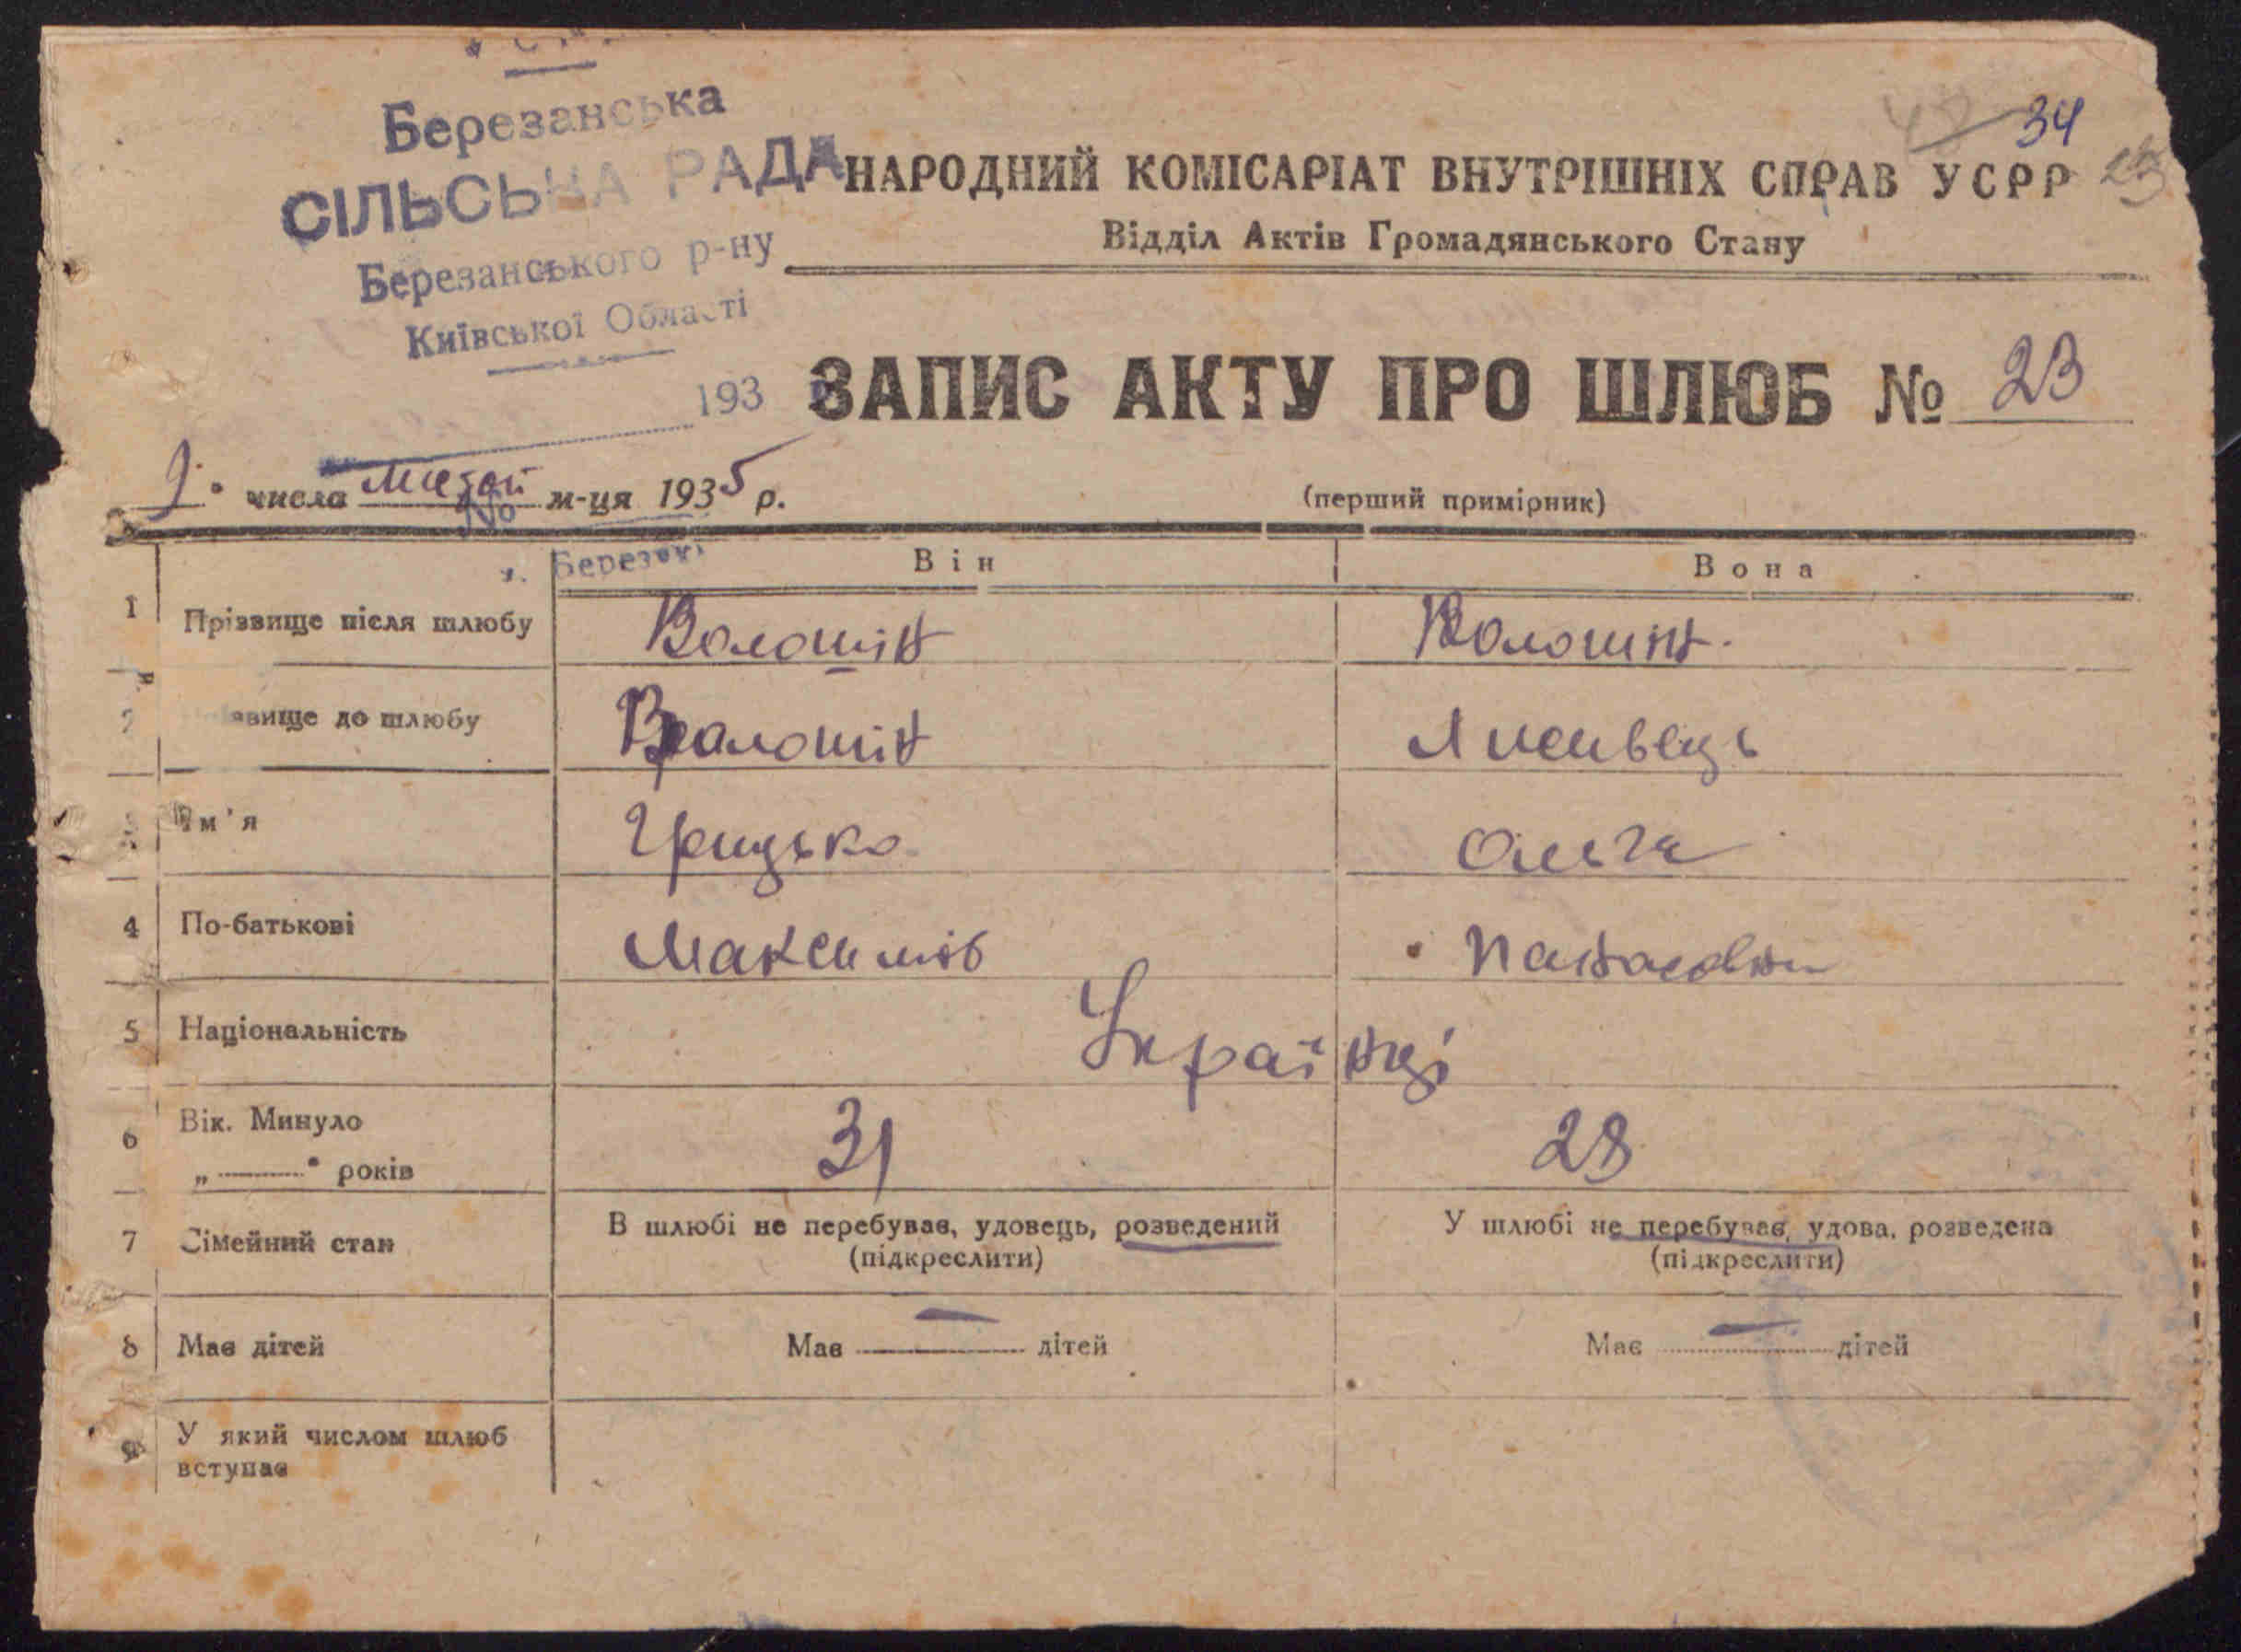 Березанська
СІЛЬСЬКА РАДА
Березанського р-ну
Київської Області
193
34
НАРОДНИЙ КОМІСАРІАТ ВНУТРІШНІХ СПРАВ УСРР 23
Відділ Актів Громадянського Стану
ЗАПИС АКТУ ПРО ШЛЮБ № 23
числа м-ця 1935 р. (перший примірник)
№
Він Вона
1 Прізвище після шлюбу Волошин Волошин.
2 до шлюбу Волошин
3 Ім'я Грицько Ольга
4 По-батькові Максимів Панасовна
5 Національність Українці
6 Вік. Минуло 31 28
„ “ років
7 Сімейний стан В шлюбі не перебував, удовець, розведений У шлюбі не перебуває, удова, розведена
(підкреслити) (підкреслити)
8 Має дітей Має — дітей Має — дітей
9 У який числом шлюб
вступає